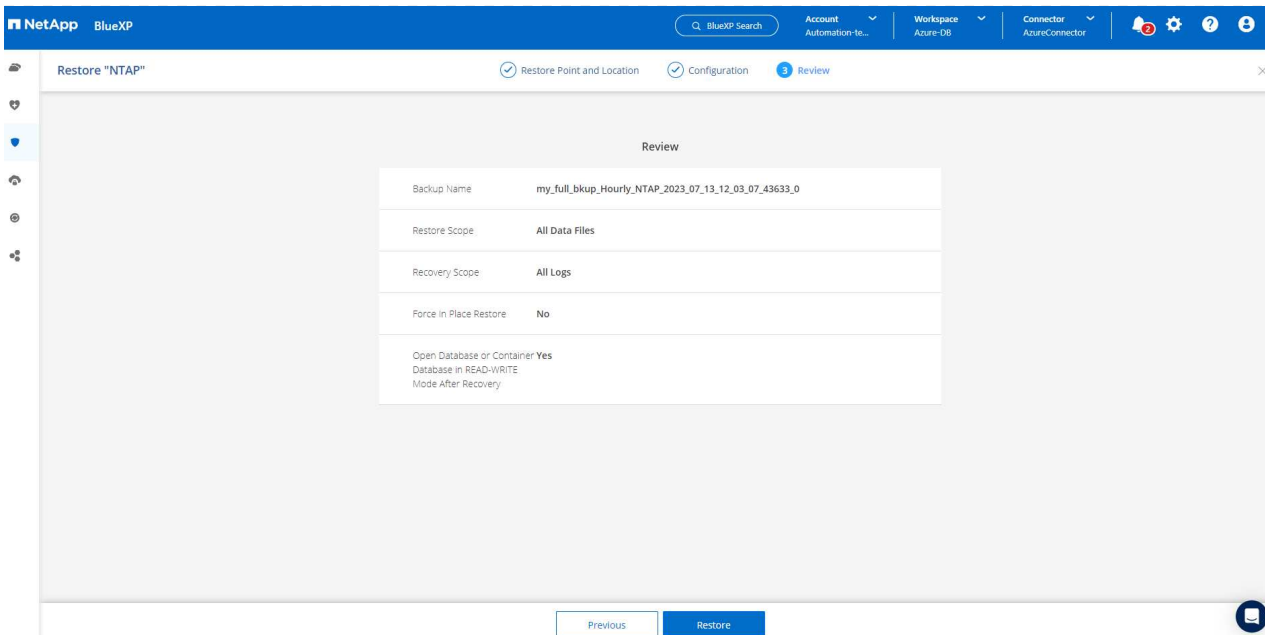 NetApp BlueXP
BlueXP Search
Account
Automation-te...
Workspace
Azure-DB
Connector
AzureConnector
2
Restore "NTAP"
Restore Point and Location
Configuration
3 Review
Review
Backup Name my_full_bkup_Hourly_NTAP_2023_07_13_12_03_07_43633_0
Restore Scope All Data Files
Recovery Scope All Logs
Force in Place Restore No
Open Database or Container Yes
Database in READ-WRITE
Mode After Recovery
Previous Restore